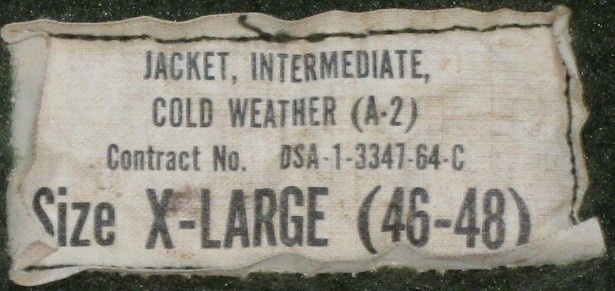 JACKET, INTERMEDIATE,
COLD WEATHER (A-2)
Contract No. DSA-1-3347-64-C
Size X-LARGE (46-48)